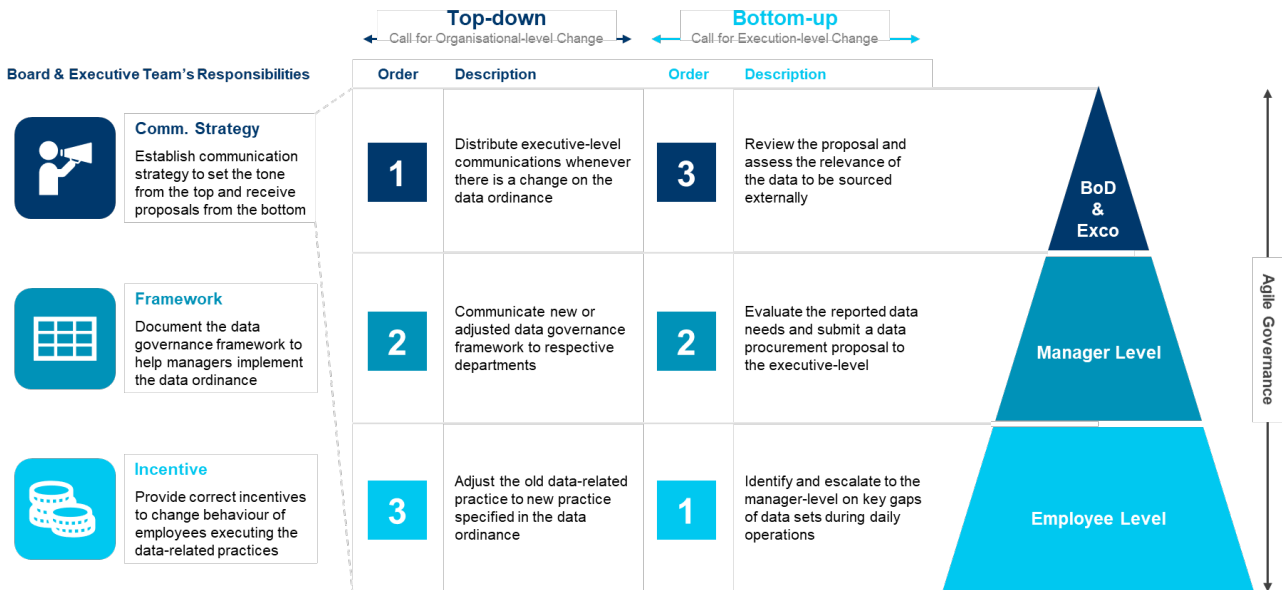 Top-down
Call for Organisational-level Change
Bottom-up
Call for Execution-level Change
Board & Executive Team's Responsibilities
Order
Description
Order
Description
Comm. Strategy
Establish communication
strategy to set the tone
from the top and receive
proposals from the bottom
1
Distribute executive-level
communications whenever
there is a change on the
data ordinance
3
Review the proposal and
assess the relevance of
the data to be sourced
externally
BoD
&
Exco
Framework
Document the data
governance framework to
help managers implement
the data ordinance
2
Communicate new or
adjusted data governance
framework to respective
departments
2
Evaluate the reported data
needs and submit a data
procurement proposal to
the executive-level
Manager Level
Incentive
Provide correct incentives
to change behaviour of
employees executing the
data-related practices
3
Adjust the old data-related
practice to new practice
specified in the data
ordinance
1
Identify and escalate to the
manager-level on key gaps
of data sets during daily
operations
Employee Level
Agile Governance